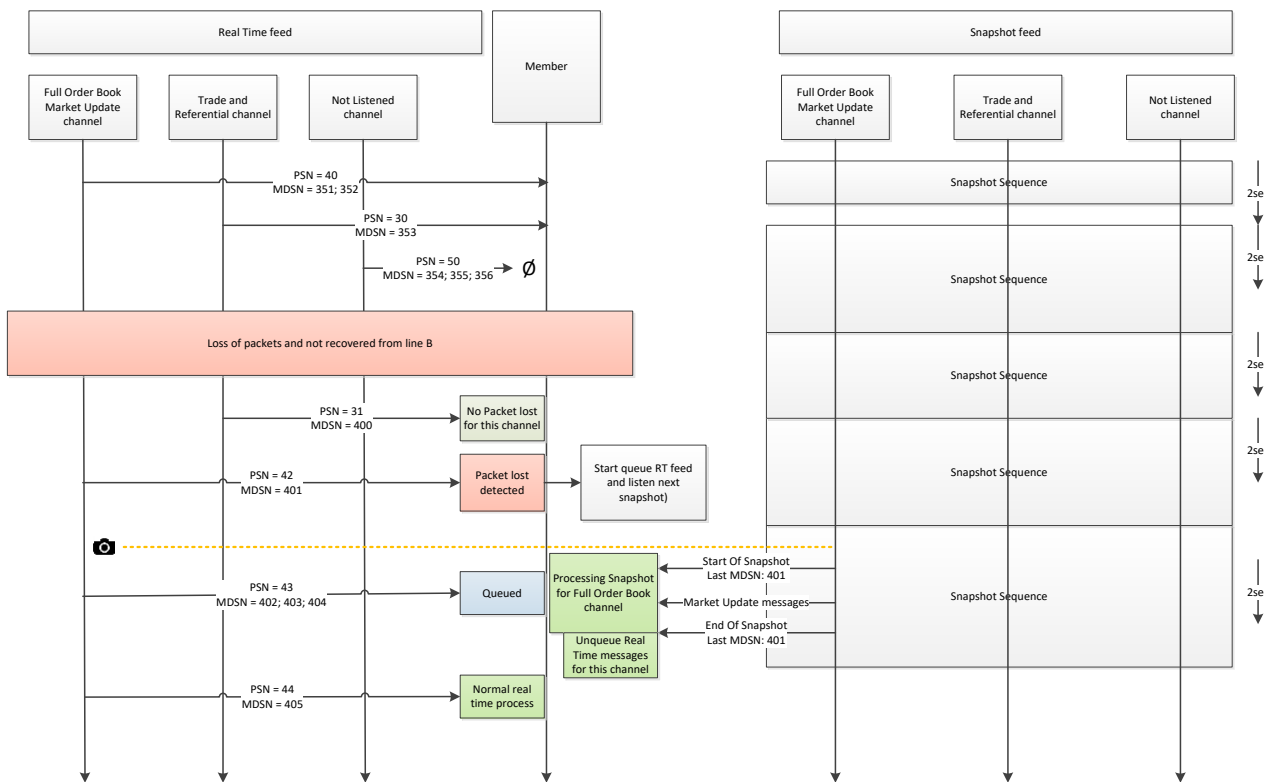 Real Time feed
Member
Snapshot feed
Full Order Book
Market Update
channel
Trade and
Referential channel
Not Listened
channel
Full Order Book
Market Update
channel
Trade and
Referential channel
Not Listened
channel
PSN = 40
MDSN = 351; 352
Snapshot Sequence
2se
PSN = 30
MDSN = 353
PSN = 50
MDSN = 354; 355; 356
Ø
Snapshot Sequence
2se
Loss of packets and not recovered from line B
Snapshot Sequence
2se
PSN = 31
MDSN = 400
No Packet lost
for this channel
PSN = 42
MDSN = 401
Packet lost
detected
Start queue RT feed
and listen next
snapshot)
Snapshot Sequence
2se
Start Of Snapshot
Last MDSN: 401
PSN = 43
MDSN = 402; 403; 404
Queued
Processing Snapshot
for Full Order Book
channel
Market Update messages
Snapshot Sequence
2se
End Of Snapshot
Last MDSN: 401
Unqueue Real
Time messages
for this channel
PSN = 44
MDSN = 405
Normal real
time process